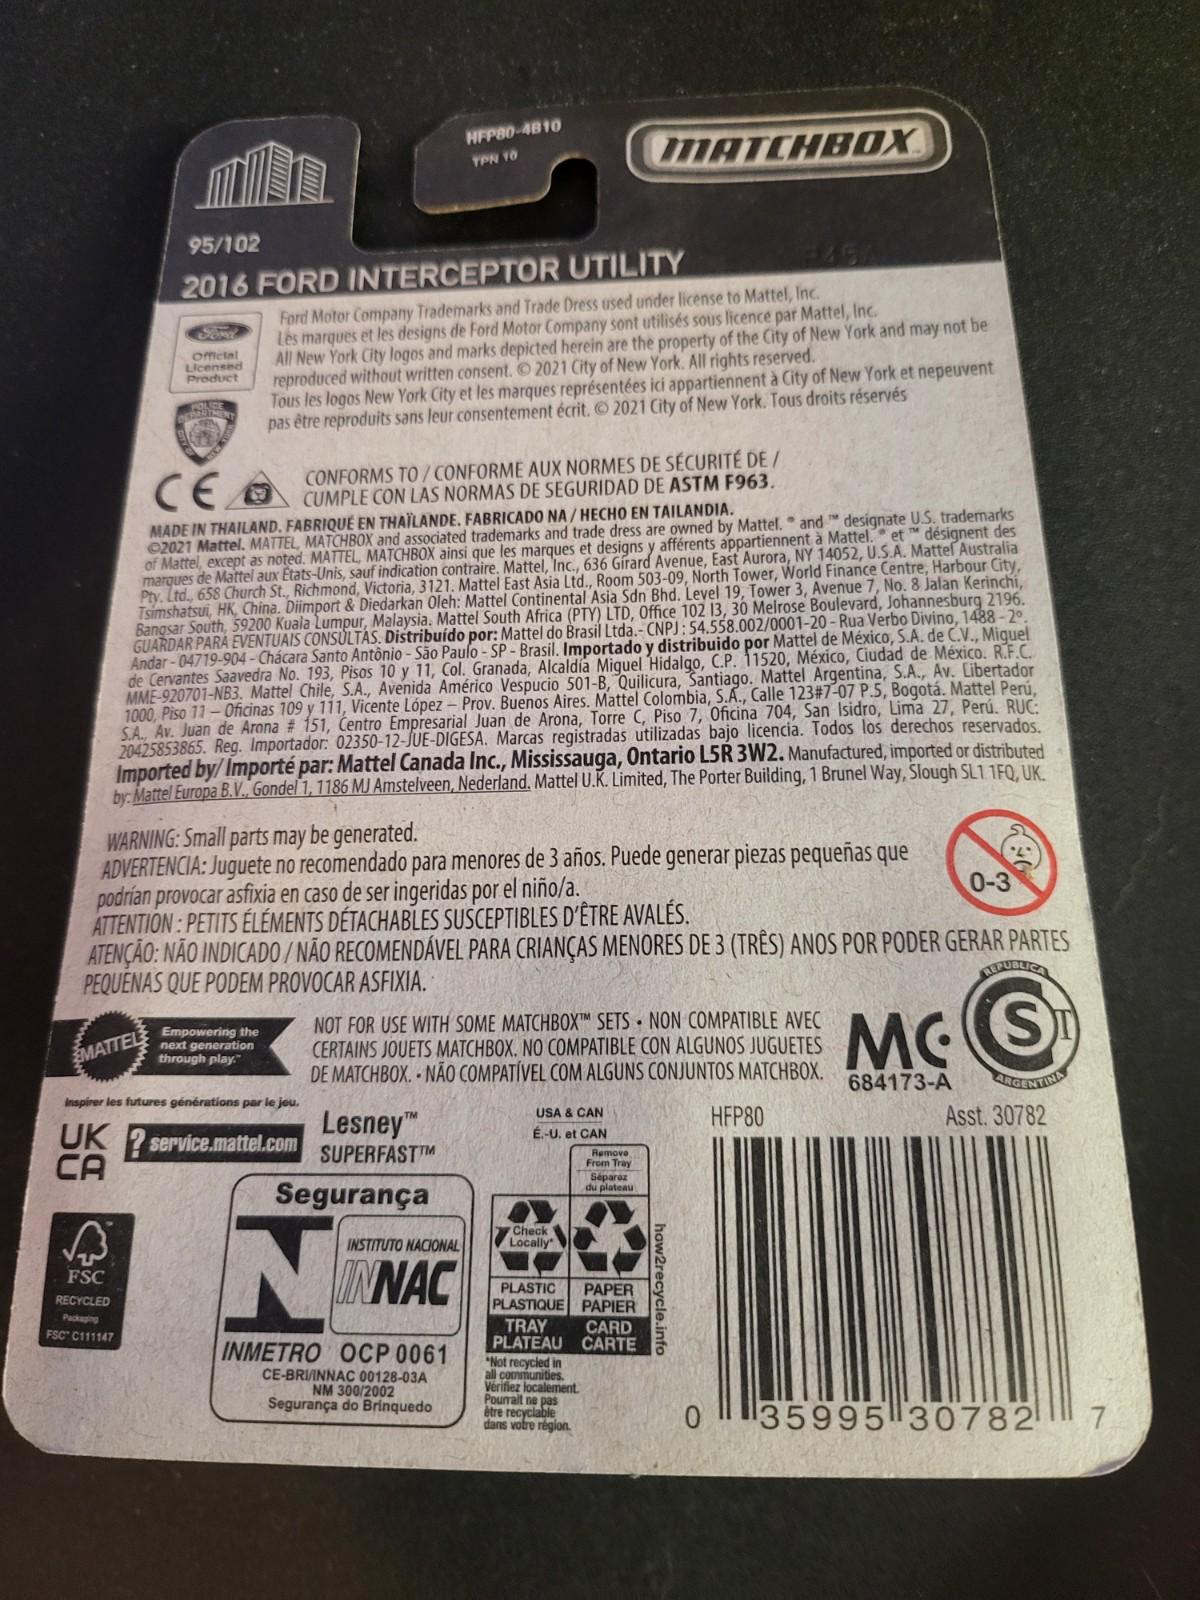 HFP80-4B10
TPN 10
MATCHBOX
95/102
2016 FORD INTERCEPTOR UTILITY
Ford
Official
Licensed
Product
Ford Motor Company Trademarks and Trade Dress used under license to Mattel, Inc.
Les marques et les designs de Ford Motor Company sont utilisés sous licence par Mattel, Inc.
All New York City logos and marks depicted herein are the property of the City of New York and may not be
reproduced without written consent. © 2021 City of New York. All rights reserved.
Tous les logos New York City et les marques représentées ici appartiennent à City of New York et nepeuvent
pas être reproduits sans leur consentement écrit. © 2021 City of New York. Tous droits réservés
POLICE
DEPARTMENT
CE
CONFORMS TO / CONFORME AUX NORMES DE SÉCURITÉ DE /
CUMPLE CON LAS NORMAS DE SEGURIDAD DE ASTM F963.
MADE IN THAILAND. FABRIQUÉ EN THAÏLANDE. FABRICADO NA / HECHO EN TAILANDIA.
©2021 Mattel. MATTEL, MATCHBOX and associated trademarks and trade dress are owned by Mattel. ® and ™ designate U.S. trademarks
of Mattel, except as noted. MATTEL, MATCHBOX ainsi que les marques et designs y afférents appartiennent à Mattel. ® et ™ désignent des
marques de Mattel aux États-Unis, sauf indication contraire. Mattel, Inc., 636 Girard Avenue, East Aurora, NY 14052, U.S.A. Mattel Australia
Pty. Ltd., 658 Church St., Richmond, Victoria, 3121. Mattel East Asia Ltd., Room 503-09, North Tower, World Finance Centre, Harbour City,
Tsimshatsui, HK, China. Diimport & Diedarkan Oleh: Mattel Continental Asia Sdn Bhd. Level 19, Tower 3, Avenue 7, No. 8 Jalan Kerinchi,
Bangsar South, 59200 Kuala Lumpur, Malaysia. Mattel South Africa (PTY) LTD, Office 102 I3, 30 Melrose Boulevard, Johannesburg 2196.
GUARDAR PARA EVENTUAIS CONSULTAS. Distribuído por: Mattel do Brasil Ltda.- CNPJ : 54.558.002/0001-20 - Rua Verbo Divino, 1488 - 2º.
Andar - 04719-904 - Chácara Santo Antônio - São Paulo - SP - Brasil. Importado y distribuido por Mattel de México, S.A. de C.V., Miguel
de Cervantes Saavedra No. 193, Pisos 10 y 11, Col. Granada, Alcaldía Miguel Hidalgo, C.P. 11520, México, Ciudad de México. R.F.C.
MME-920701-NB3. Mattel Chile, S.A., Avenida Américo Vespucio 501-B, Quilicura, Santiago. Mattel Argentina, S.A., Av. Libertador
1000, Piso 11 – Oficinas 109 y 111, Vicente López – Prov. Buenos Aires. Mattel Colombia, S.A., Calle 123#7-07 P.5, Bogotá. Mattel Perú,
S.A., Av. Juan de Arona # 151, Centro Empresarial Juan de Arona, Torre C, Piso 7, Oficina 704, San Isidro, Lima 27, Perú. RUC:
20425853865. Reg. Importador: 02350-12-JUE-DIGESA. Marcas registradas utilizadas bajo licencia. Todos los derechos reservados.
Imported by/ Importé par: Mattel Canada Inc., Mississauga, Ontario L5R 3W2. Manufactured, imported or distributed
by: Mattel Europa B.V., Gondel 1, 1186 MJ Amstelveen, Nederland. Mattel U.K. Limited, The Porter Building, 1 Brunel Way, Slough SL1 1FQ, UK.
WARNING: Small parts may be generated.
ADVERTENCIA: Juguete no recomendado para menores de 3 años. Puede generar piezas pequeñas que
podrían provocar asfixia en caso de ser ingeridas por el niño/a.
ATTENTION : PETITS ÉLÉMENTS DÉTACHABLES SUSCEPTIBLES D'ÊTRE AVALÉS.
ATENÇÃO: NÃO INDICADO / NÃO RECOMENDÁVEL PARA CRIANÇAS MENORES DE 3 (TRÊS) ANOS POR PODER GERAR PARTES
PEQUENAS QUE PODEM PROVOCAR ASFIXIA.
0-3
MATTEL
Empowering the
next generation
through play.™
Inspirer les futures générations par le jeu.
NOT FOR USE WITH SOME MATCHBOX™ SETS • NON COMPATIBLE AVEC
CERTAINS JOUETS MATCHBOX. NO COMPATIBLE CON ALGUNOS JUGUETES
DE MATCHBOX. • NÃO COMPATÍVEL COM ALGUNS CONJUNTOS MATCHBOX.
MC
684173-A
REPUBLICA
S
ARGENTINA
UK
CA
? service.mattel.com
Lesney™
SUPERFAST™
USA & CAN
É.-U. et CAN
Remove
From Tray
Séparez
du plateau
Check
Locally*
PLASTIC
PLASTIQUE
TRAY
PLATEAU
PAPER
PAPIER
CARD
CARTE
how2recycle.info
*Not recycled in
all communities.
Vérifiez localement.
Pourrait ne pas
être recyclable
dans votre région.
FSC
RECYCLED
Packaging
FSC™ C111147
Segurança
INSTITUTO NACIONAL
INNAC
INMETRO OCP 0061
CE-BRI/INNAC 00128-03A
NM 300/2002
Segurança do Brinquedo
HFP80 Asst. 30782
0 35995 30782 7